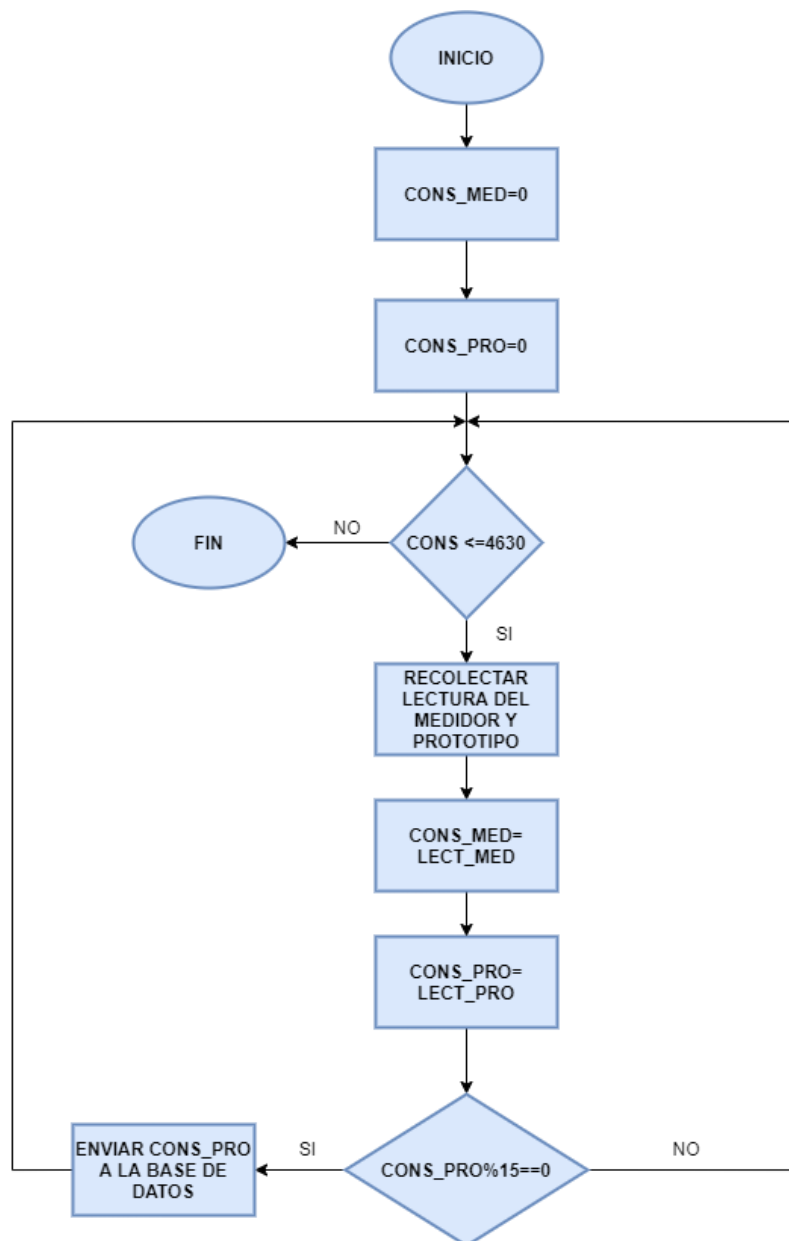 INICIO
CONS_MED=0
CONS_PRO=0
CONS <=4630
NO
FIN
SI
RECOLECTAR
LECTURA DEL
MEDIDOR Y
PROTOTIPO
CONS_MED=
LECT_MED
CONS_PRO=
LECT_PRO
CONS_PRO%15==0
SI
ENVIAR CONS_PRO
A LA BASE DE
DATOS
NO